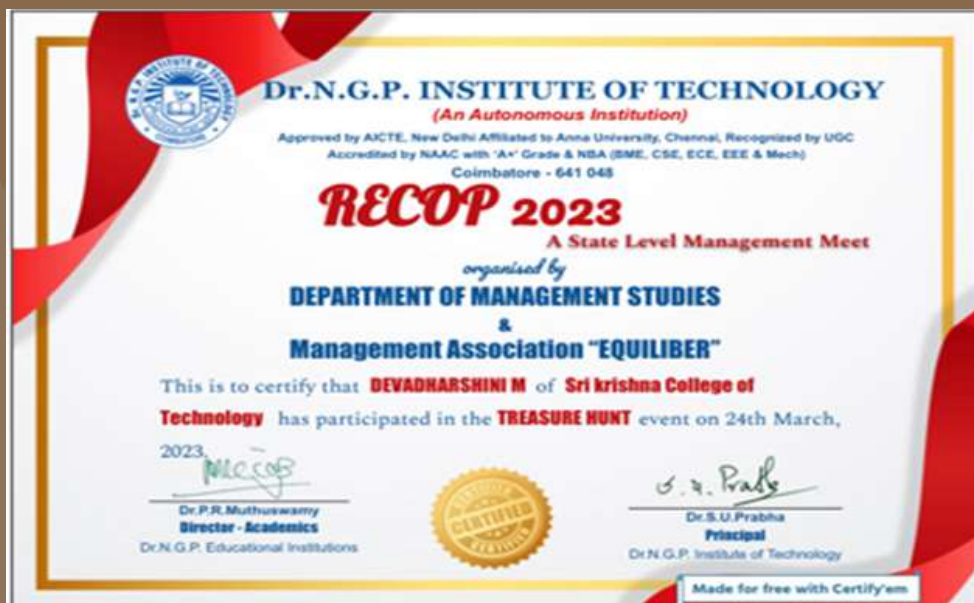 Dr.N.G.P. INSTITUTE OF TECHNOLOGY
(An Autonomous Institution)
Approved by AICTE, New Delhi Affiliated to Anna University, Chennai, Recognized by UGC
Accredited by NAAC with 'A+' Grade & NBA (BME, CSE, ECE, EEE & Mech)
Coimbatore - 641 048
RECOP 2023
A State Level Management Meet
organised by
DEPARTMENT OF MANAGEMENT STUDIES
&
Management Association “EQUILIBER”
This is to certify that DEVADHARSHINI M of Sri krishna College of
Technology has participated in the TREASURE HUNT event on 24th March,
2023.
Dr.P.R.Muthuswamy
Director - Academics
Dr.N.G.P. Educational Institutions
CERTIFIED
Dr.S.U.Prabha
Principal
Dr.N.G.P. Institute of Technology
Made for free with Certify'em